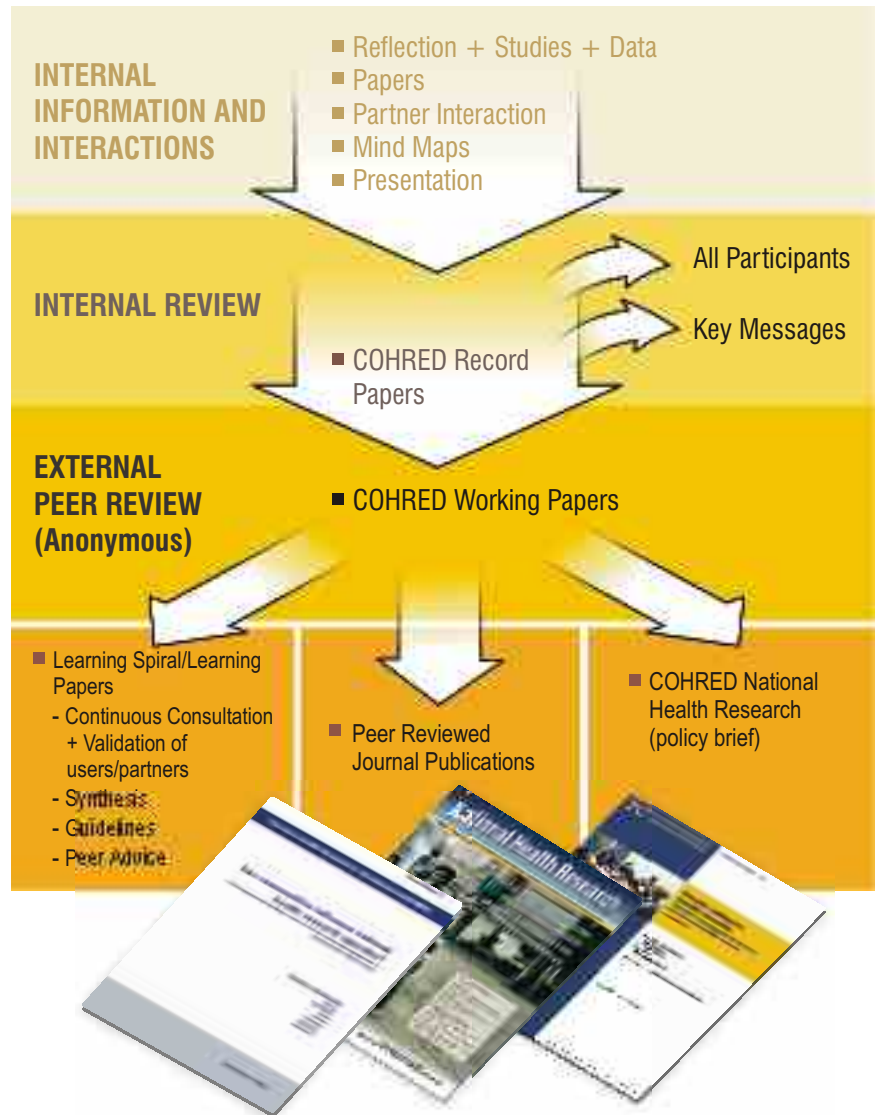 INTERNAL
INFORMATION AND
INTERACTIONS
■ Reflection + Studies + Data
■ Papers
■ Partner Interaction
■ Mind Maps
■ Presentation
INTERNAL REVIEW
All Participants
Key Messages
■ COHRED Record
Papers
EXTERNAL
PEER REVIEW
(Anonymous)
■ COHRED Working Papers
■ Learning Spiral/Learning
Papers
- Continuous Consultation
+ Validation of
users/partners
- Synthesis
- Guidelines
- Peer Advice
■ Peer Reviewed
Journal Publications
■ COHRED National
Health Research
(policy brief)
Health Research